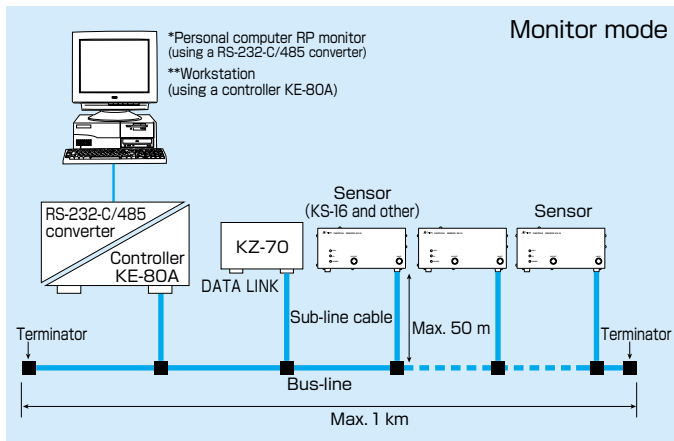 Monitor mode
*Personal computer RP monitor
(using a RS-232-C/485 converter)
**Workstation
(using a controller KE-80A)
RS-232-C/485
converter
Controller
KE-80A
KZ-70
DATA LINK
Sensor
(KS-16 and other)
Sensor
Sub-line cable
Max. 50 m
Terminator
Terminator
Bus-line
Max. 1 km